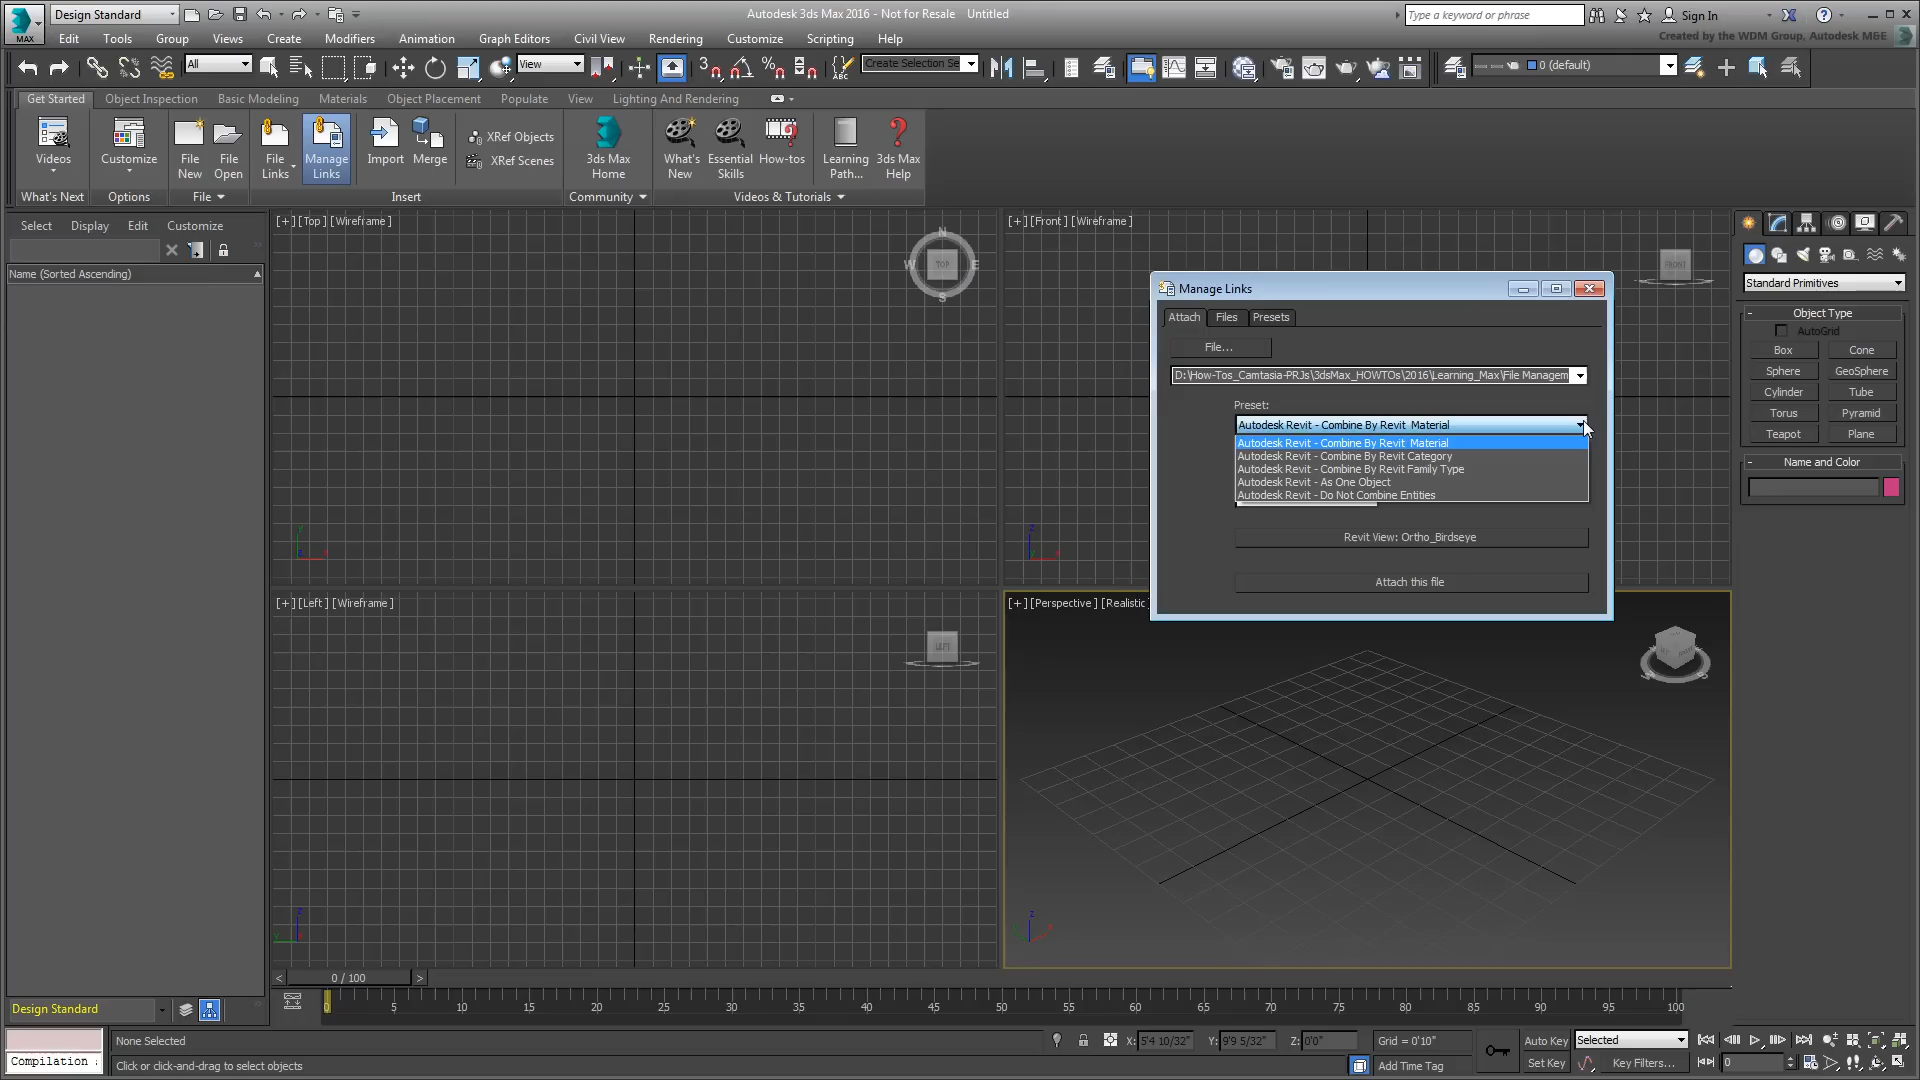 Design Standard
Autodesk 3ds Max 2016 - Not for Resale Untitled
Type a keyword or phrase
Sign In
MAX
Edit Tools Group Views Create Modifiers Animation Graph Editors Civil View Rendering Customize Scripting Help
Created by the WDM Group, Autodesk M&E
All
View
3
%
ABC
Create Selection Se
0 (default)
Get Started Object Inspection Basic Modeling Materials Object Placement Populate View Lighting And Rendering
Videos
Customize
File New
File Open
File Links
Manage Links
Import
Merge
XRef Objects
XRef Scenes
3ds Max Home
What's New
Essential Skills
How-tos
Learning Path...
3ds Max Help
What's Next Options File Insert Community Videos & Tutorials
Select Display Edit Customize
Name (Sorted Ascending)
[+] [Top] [Wireframe]
N
W TOP E
S
[+] [Front] [Wireframe]
FRONT
Manage Links
Attach Files Presets
File...
D:\How-Tos_Camtasia-PRJs\3dsMax_HOWTOs\2016\Learning_Max\File Managem
Preset:
Autodesk Revit - Combine By Revit Material
Autodesk Revit - Combine By Revit Material
Autodesk Revit - Combine By Revit Category
Autodesk Revit - Combine By Revit Family Type
Autodesk Revit - As One Object
Autodesk Revit - Do Not Combine Entities
Revit View: Ortho_Birdseye
Attach this file
Standard Primitives
- Object Type
AutoGrid
Box Cone
Sphere GeoSphere
Cylinder Tube
Torus Pyramid
Teapot Plane
- Name and Color
[+] [Left] [Wireframe]
LEFT
[+] [Perspective] [Realistic
< 0 / 100 >
0 5 10 15 20 25 30 35 40 45 50 55 60 65 70 75 80 85 90 95 100
Design Standard
None Selected
X: 5'4 10/32" Y: 9'9 5/32" Z: 0'0" Grid = 0'10"
Auto Key Selected
Compilation
Click or click-and-drag to select objects
Add Time Tag
Set Key Key Filters... 0